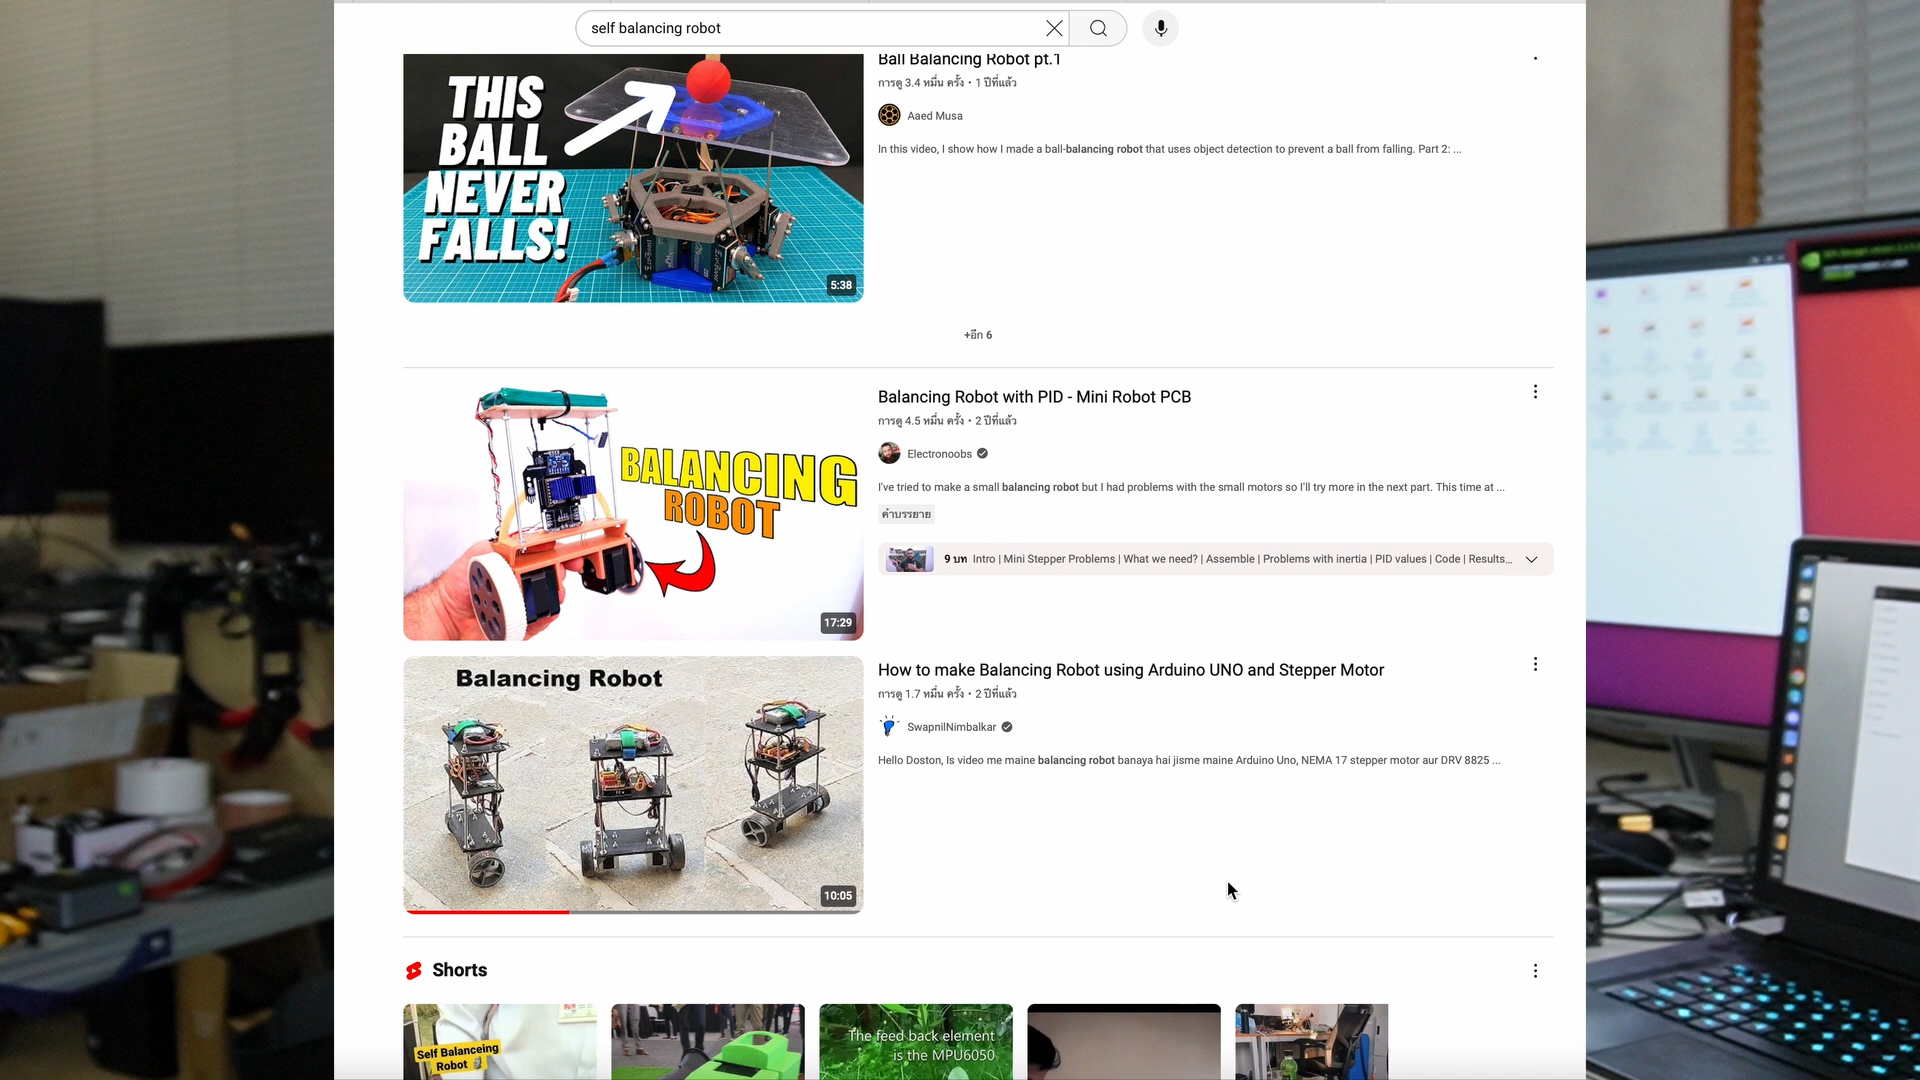 self balancing robot
Ball Balancing Robot pt.1
การดู 3.4 หมื่น ครั้ง • 1 ปีที่แล้ว
Aaed Musa
In this video, I show how I made a ball-balancing robot that uses object detection to prevent a ball from falling. Part 2: ...
THIS
BALL
NEVER
FALLS!
5:38
+อีก 6
Balancing Robot with PID - Mini Robot PCB
การดู 4.5 หมื่น ครั้ง • 2 ปีที่แล้ว
Electronoobs
I've tried to make a small balancing robot but I had problems with the small motors so I'll try more in the next part. This time at ...
คำบรรยาย
9 บท Intro | Mini Stepper Problems | What we need? | Assemble | Problems with inertia | PID values | Code | Results...
BALANCING
ROBOT
17:29
How to make Balancing Robot using Arduino UNO and Stepper Motor
การดู 1.7 หมื่น ครั้ง • 2 ปีที่แล้ว
SwapnilNimbalkar
Hello Doston, Is video me maine balancing robot banaya hai jisme maine Arduino Uno, NEMA 17 stepper motor aur DRV 8825 ...
Balancing Robot
10:05
Shorts
Self Balanceing
Robot
The feed back element
is the MPU6050